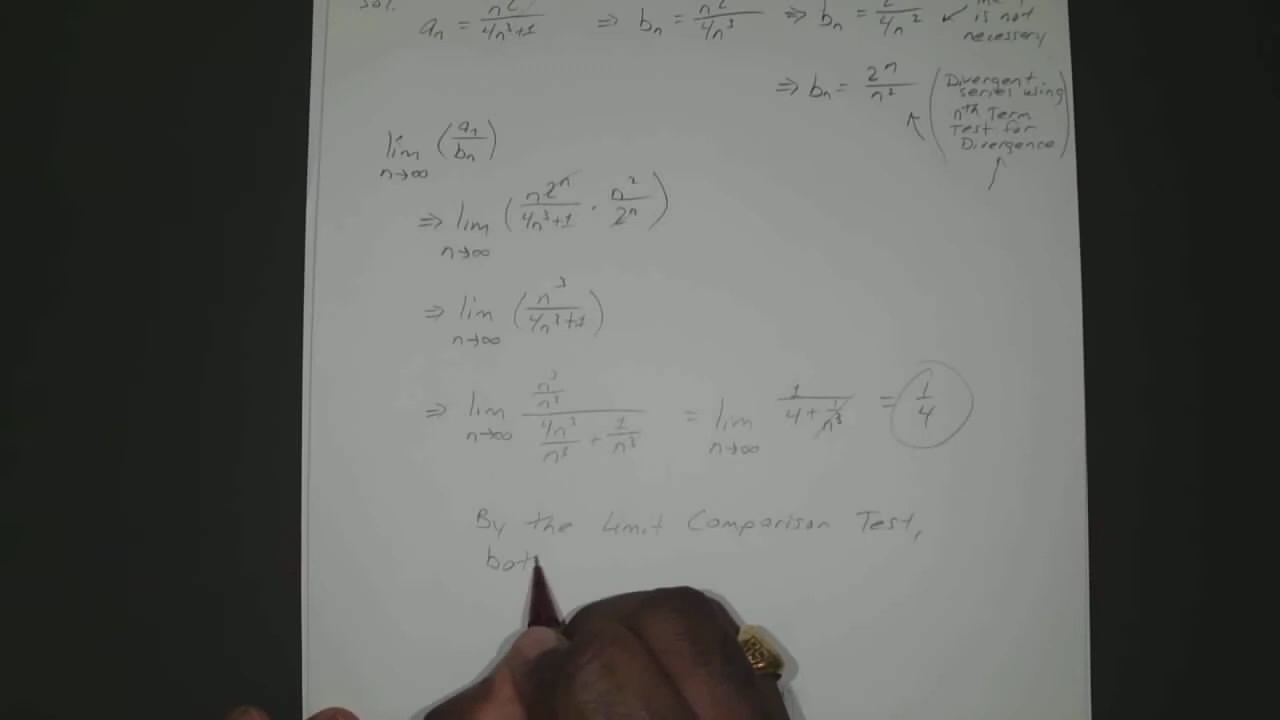 Sol.
aₙ = n2ⁿ/(4n³+1) ⇒ bₙ = n2ⁿ/4n³ ⇒ bₙ = 2ⁿ/4n² ↙ is not necessary
⇒ bₙ = 2ⁿ/n² (Divergent
series using
nth Term
Test for
Divergence)
lim n→∞ (aₙ/bₙ)
⇒ lim n→∞ (n2ⁿ/(4n³+1) · n²/2ⁿ)
⇒ lim n→∞ (n³/(4n³+1))
⇒ lim n→∞ (n³/n³)/(4n³/n³ + 1/n³) = lim n→∞ 1/(4 + 1/n³) = 1/4
By the Limit Comparison Test,
bot